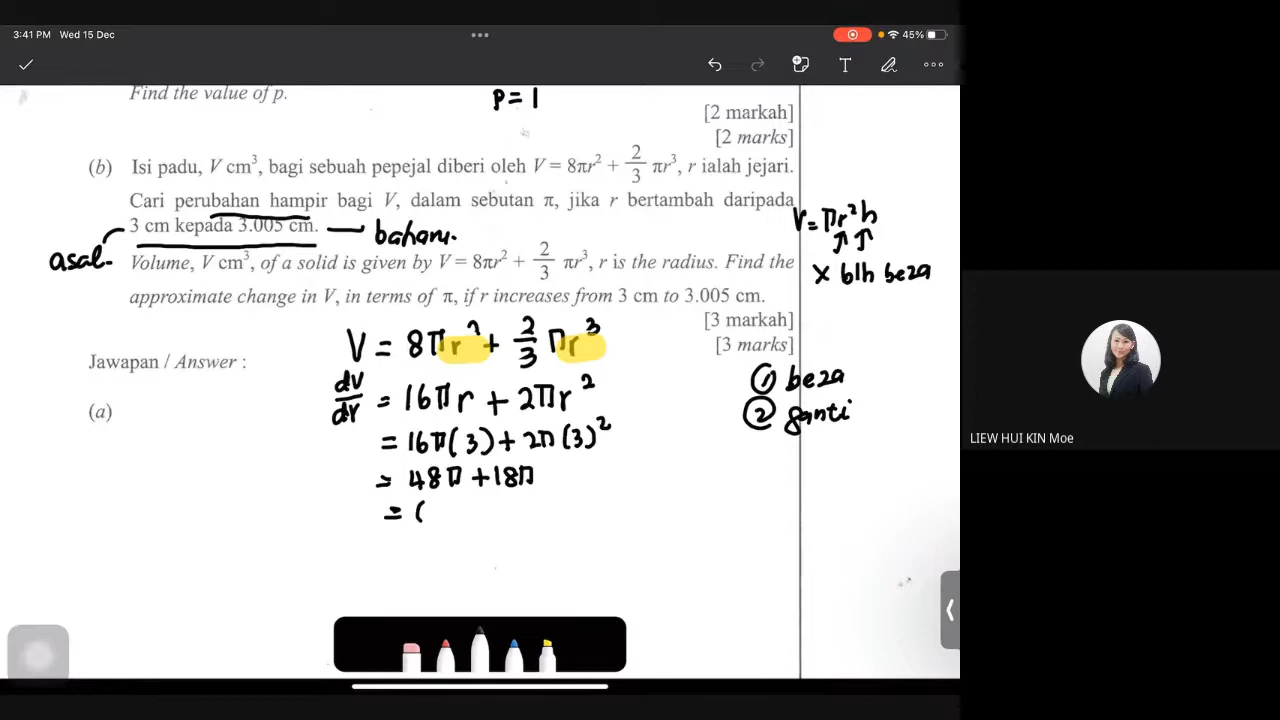 3:41 PM Wed 15 Dec
45%
Find the value of p.
p = 1
[2 markah]
[2 marks]
(b) Isi padu, V cm³, bagi sebuah pepejal diberi oleh V = 8πr² + 2/3 πr³, r ialah jejari.
Cari perubahan hampir bagi V, dalam sebutan π, jika r bertambah daripada
3 cm kepada 3.005 cm.
asal.
baharu.
V = πr²h
× blh beza
Volume, V cm³, of a solid is given by V = 8πr² + 2/3 πr³, r is the radius. Find the
approximate change in V, in terms of π, if r increases from 3 cm to 3.005 cm.
[3 markah]
[3 marks]
Jawapan / Answer :
(a)
V = 8πr² + 2/3 πr³
dV/dr = 16πr + 2πr²
= 16π(3) + 2π(3)²
= 48π + 18π
= (
① beza
② ganti
LIEW HUI KIN Moe